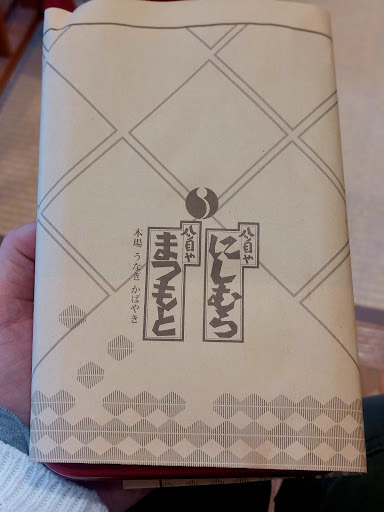 八ツ目や
にしむら
八ツ目や
まつもと
本場 うなぎ かばやき